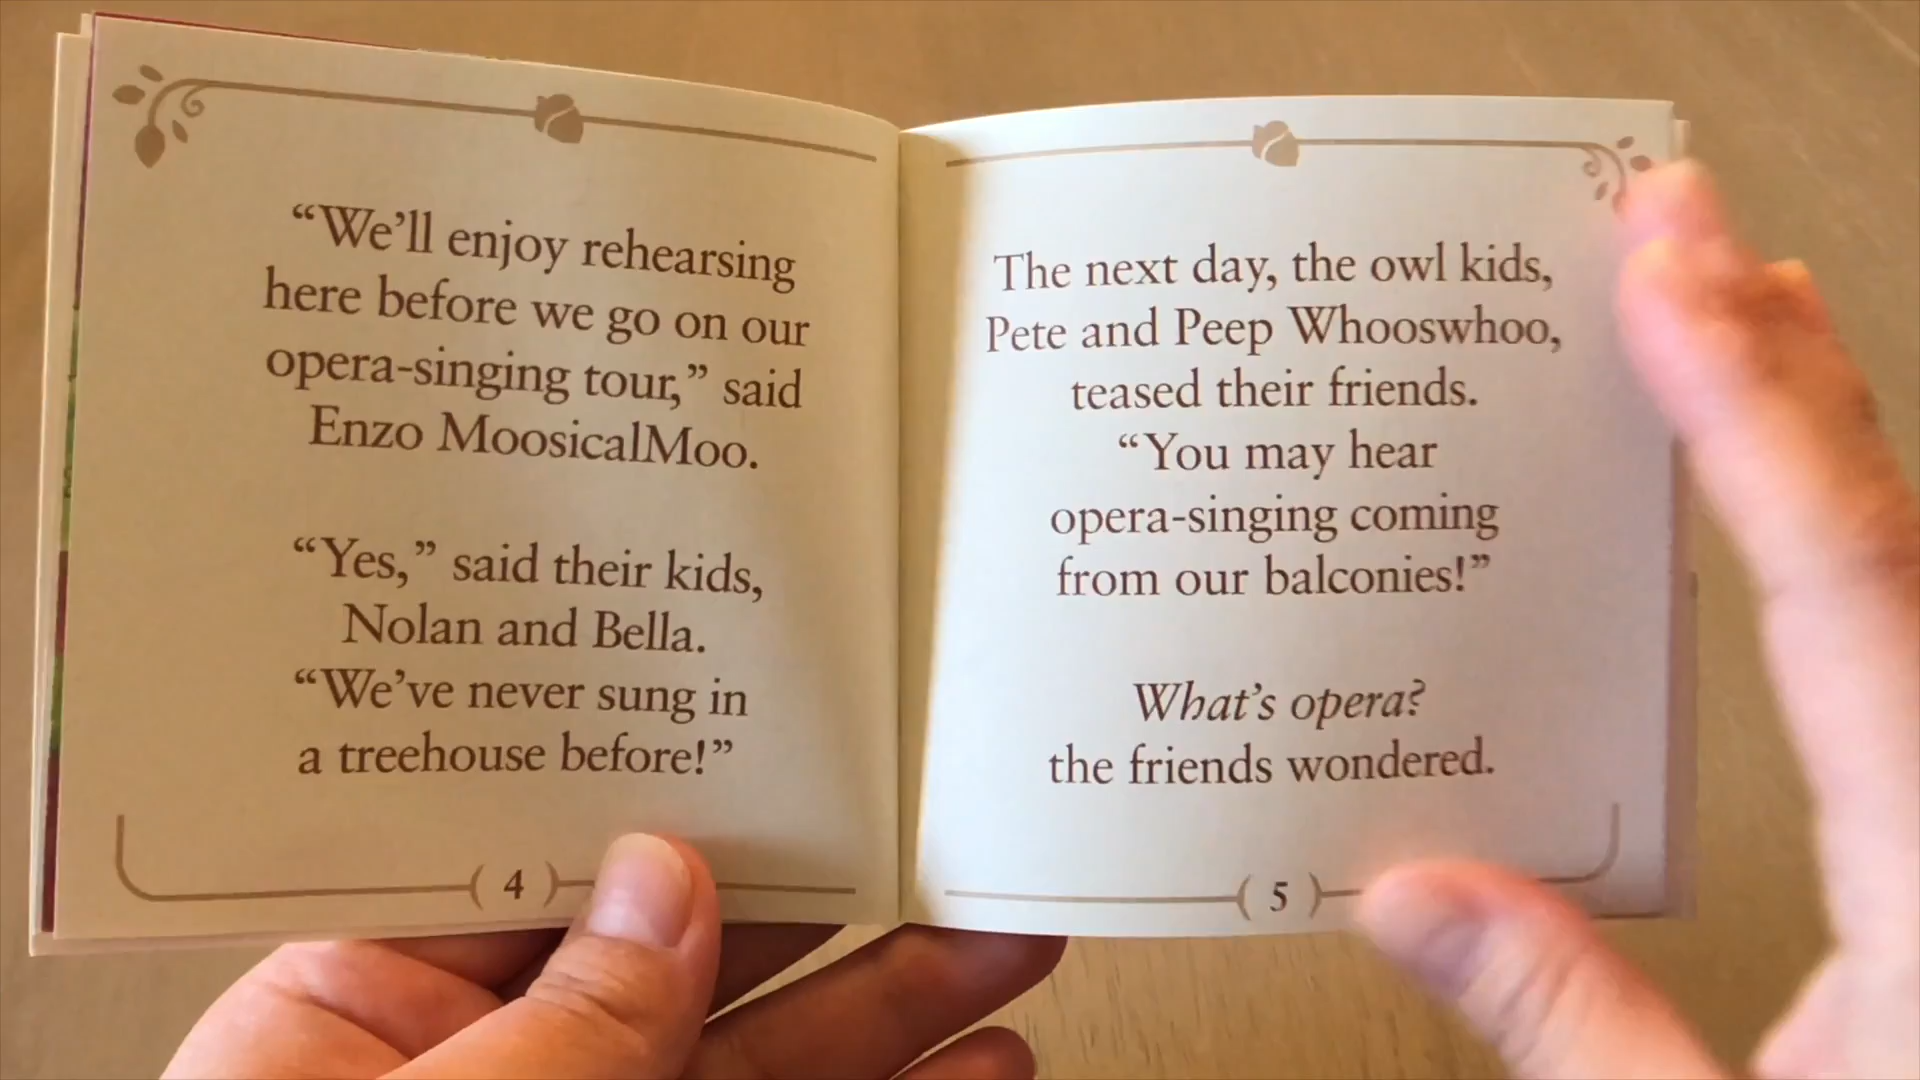 “We’ll enjoy rehearsing
here before we go on our
opera-singing tour,” said
Enzo MoosicalMoo.
“Yes,” said their kids,
Nolan and Bella.
“We’ve never sung in
a treehouse before!”
4
The next day, the owl kids,
Pete and Peep Whooswhoo,
teased their friends.
“You may hear
opera-singing coming
from our balconies!”
What’s opera?
the friends wondered.
5